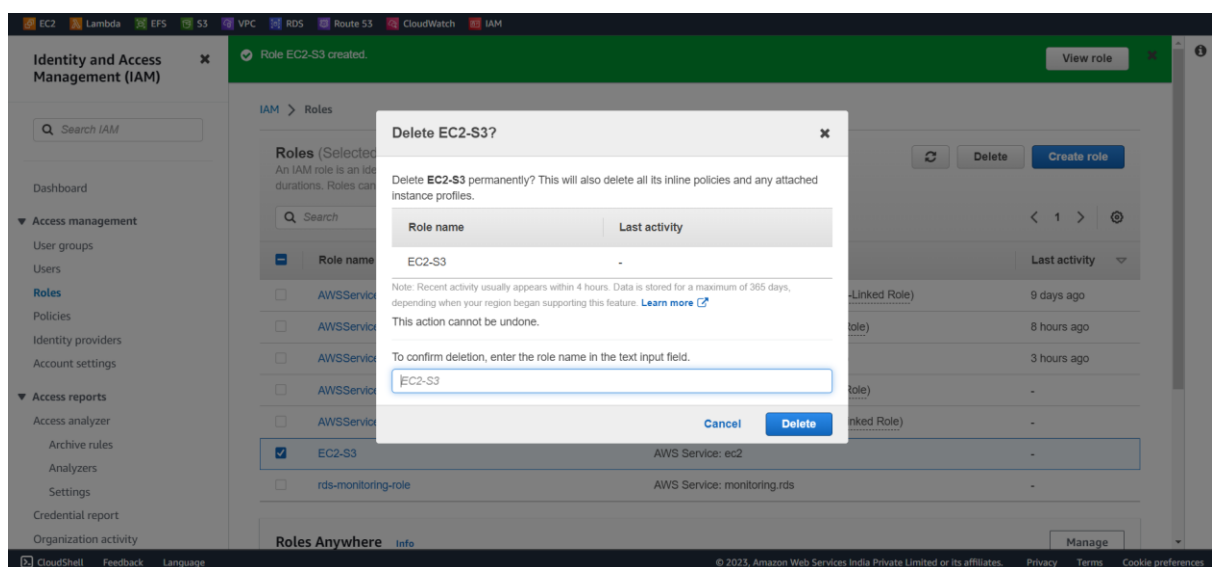 EC2 Lambda EFS S3 VPC RDS Route 53 CloudWatch IAM
Identity and Access Management (IAM)
Search IAM
Dashboard
Access management
User groups
Users
Roles
Policies
Identity providers
Account settings
Access reports
Access analyzer
Archive rules
Analyzers
Settings
Credential report
Organization activity
Role EC2-S3 created.
View role
IAM > Roles
Roles (Selected
An IAM role is an ide
durations. Roles can
Delete
Create role
Search
1
Role name
Last activity
AWSService
-Linked Role)
9 days ago
AWSService
Role)
8 hours ago
AWSService
3 hours ago
AWSService
Role)
-
AWSService
nked Role)
-
EC2-S3
AWS Service: ec2
-
rds-monitoring-role
AWS Service: monitoring.rds
-
Roles Anywhere Info
Manage
Delete EC2-S3?
Delete EC2-S3 permanently? This will also delete all its inline policies and any attached
instance profiles.
Role name Last activity
EC2-S3 -
Note: Recent activity usually appears within 4 hours. Data is stored for a maximum of 365 days,
depending when your region began supporting this feature. Learn more
This action cannot be undone.
To confirm deletion, enter the role name in the text input field.
EC2-S3
Cancel
Delete
CloudShell Feedback Language
© 2023, Amazon Web Services India Private Limited or its affiliates. Privacy Terms Cookie preferences